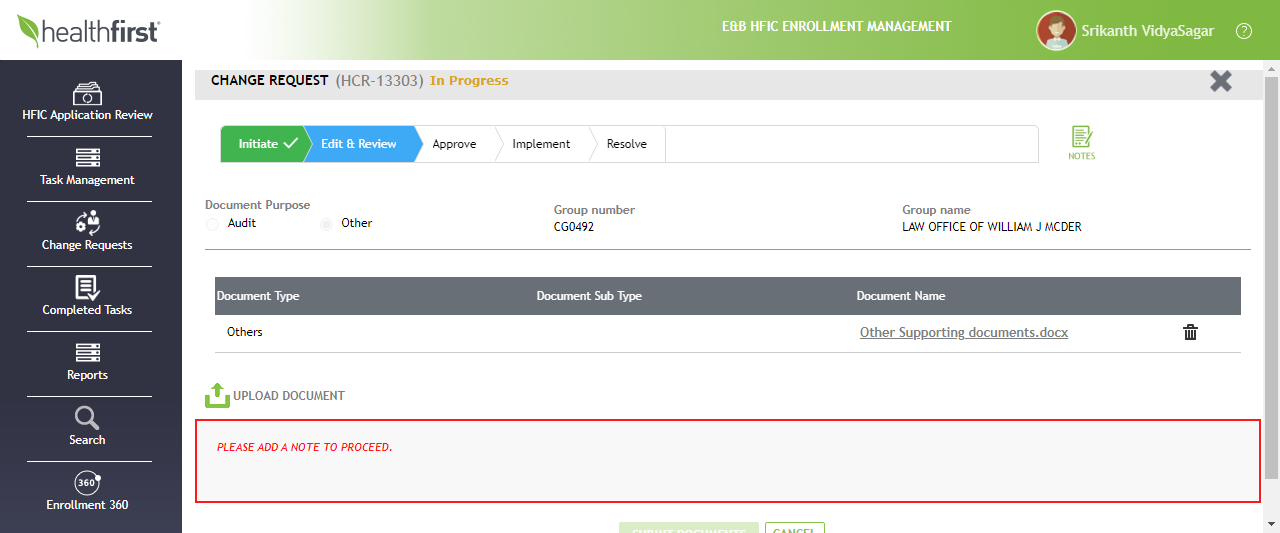 healthfirst
E&B HFIC ENROLLMENT MANAGEMENT
Srikanth VidyaSagar
?
HFIC Application Review
Task Management
Change Requests
Completed Tasks
Reports
Search
360°
Enrollment 360
CHANGE REQUEST (HCR-13303) In Progress
Initiate Edit & Review Approve Implement Resolve
NOTES
Document Purpose
Audit Other
Group number
CG0492
Group name
LAW OFFICE OF WILLIAM J MCDER
Document Type Document Sub Type Document Name
Others Other Supporting documents.docx
UPLOAD DOCUMENT
PLEASE ADD A NOTE TO PROCEED.
SUBMIT DOCUMENTS CANCEL